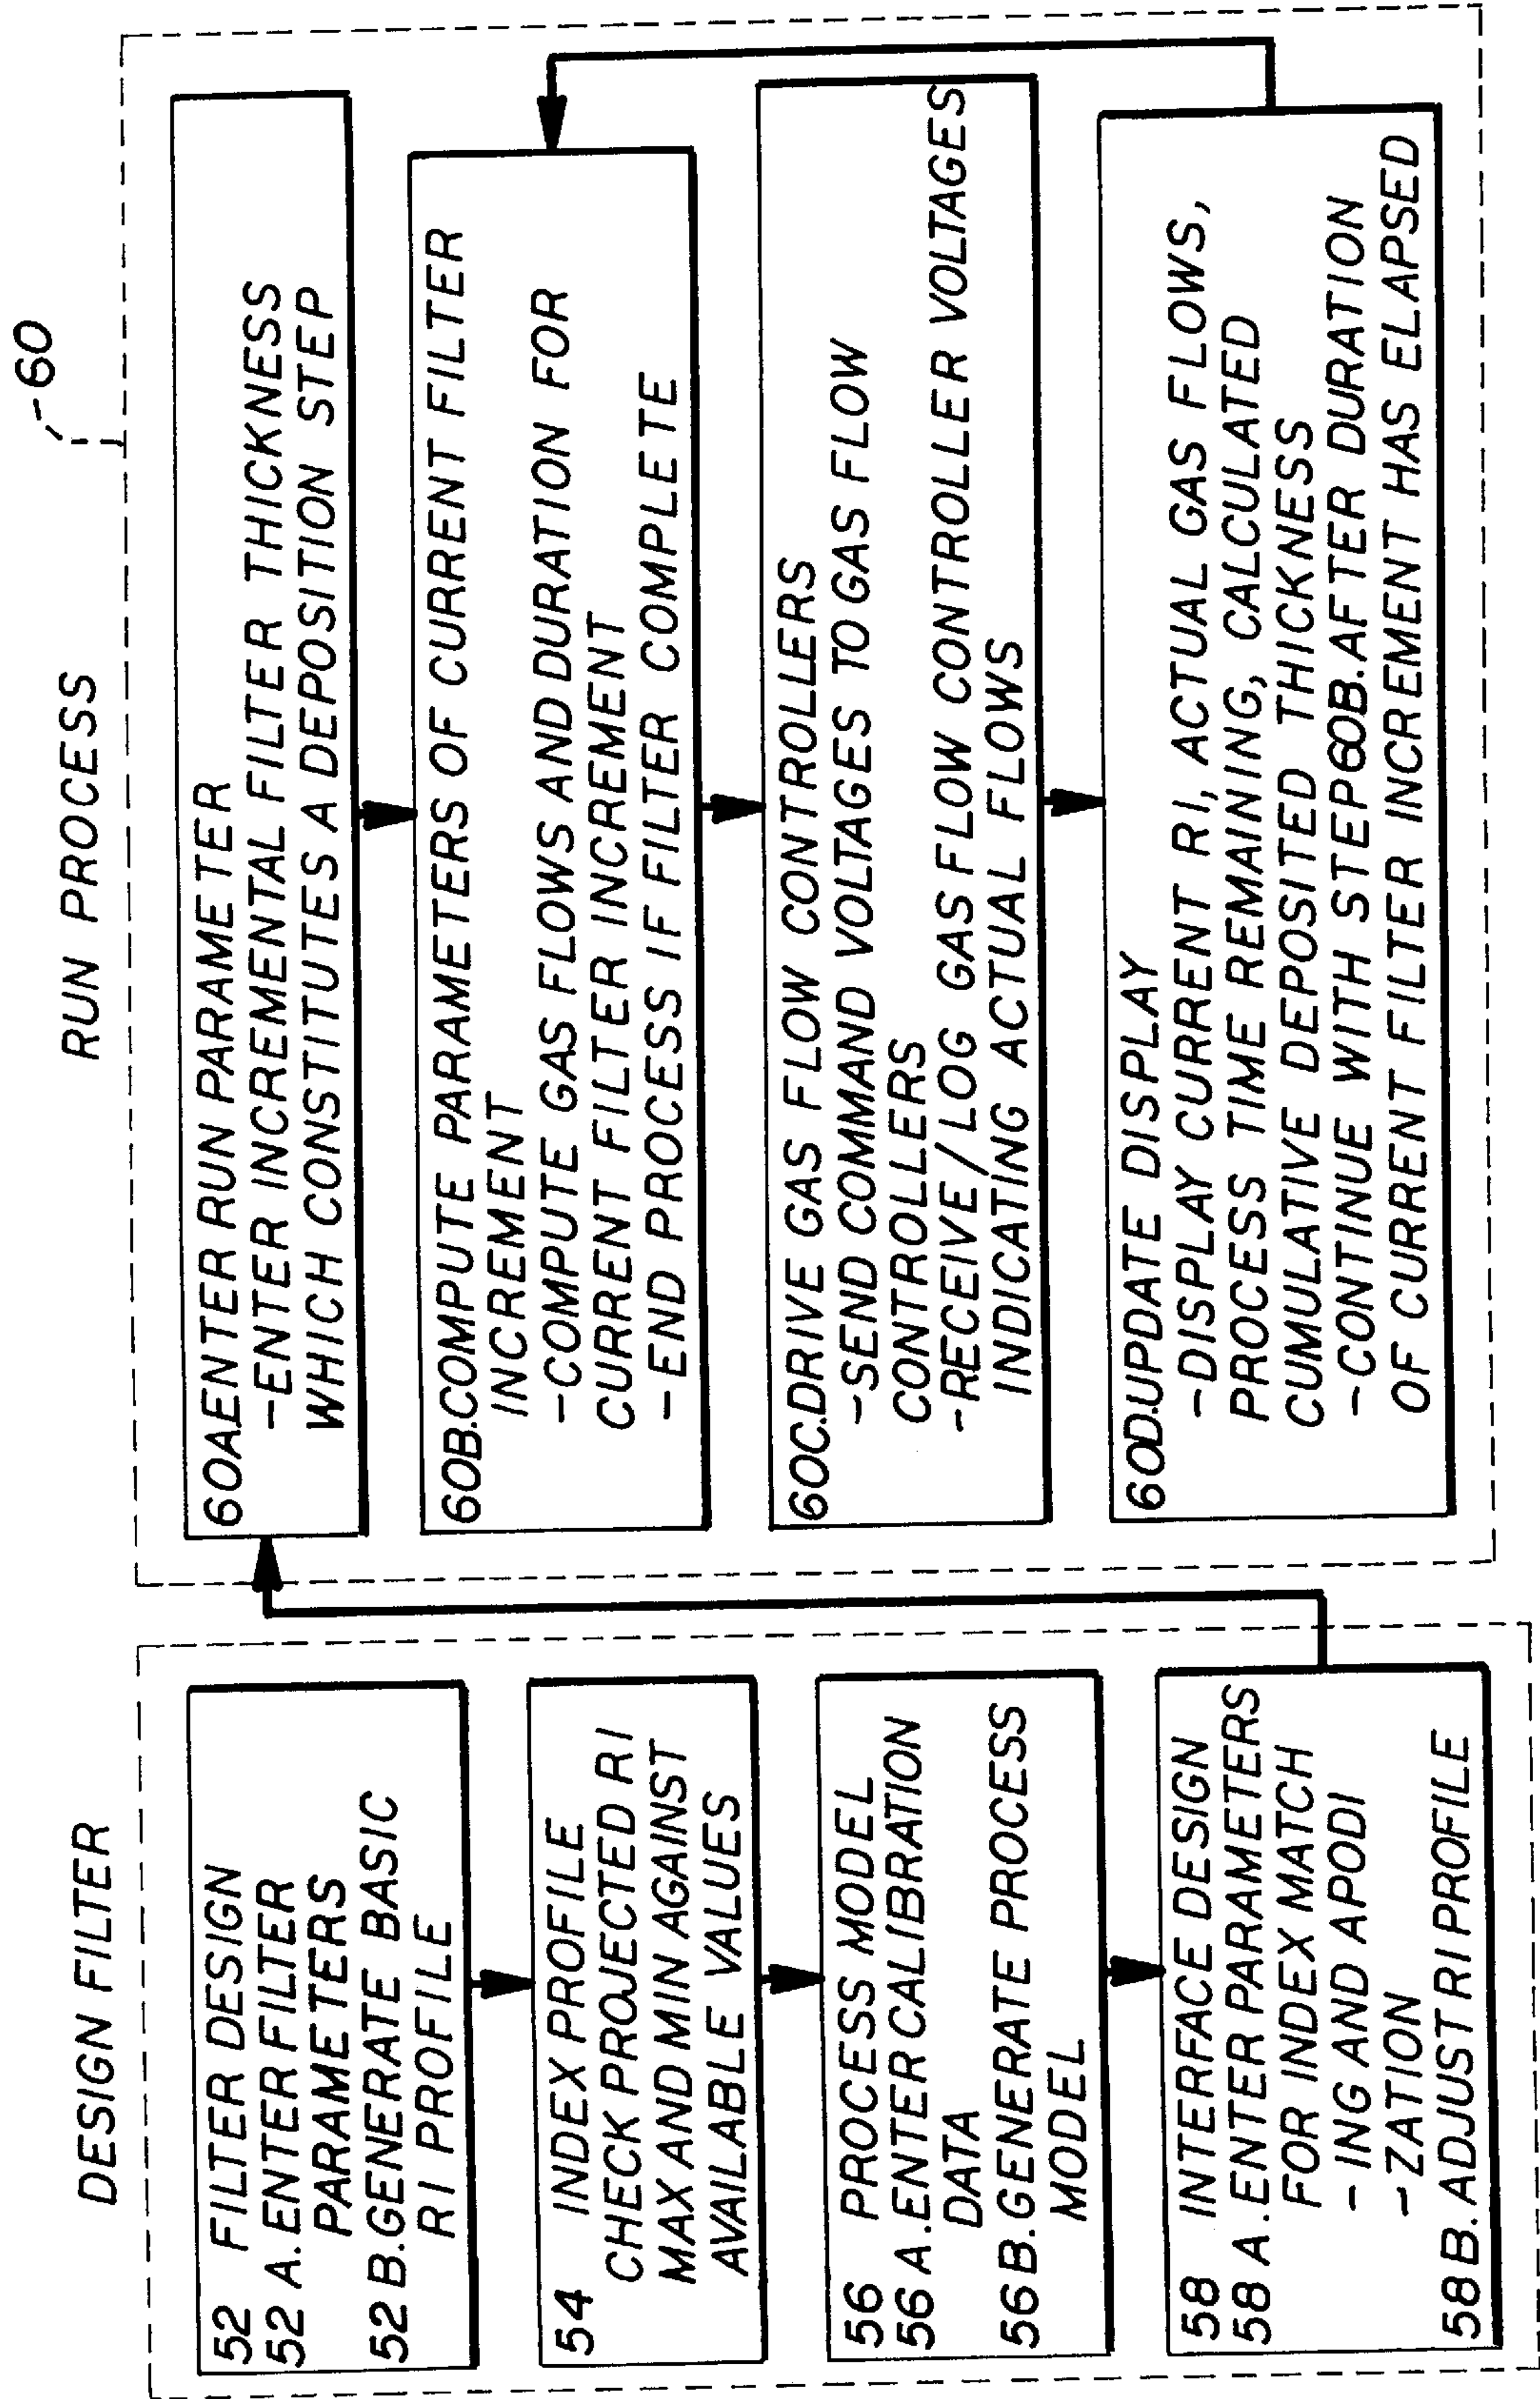 DESIGN FILTER
52 FILTER DESIGN
52 A. ENTER FILTER
PARAMETERS
52 B. GENERATE BASIC
RI PROFILE
54 INDEX PROFILE
CHECK PROJECTED RI
MAX AND MIN AGAINST
AVAILABLE VALUES
56 PROCESS MODEL
56 A. ENTER CALIBRATION
DATA
56 B. GENERATE PROCESS
MODEL
58 INTERFACE DESIGN
58 A. ENTER PARAMETERS
FOR INDEX MATCH
- ING AND APODI
- ZATION
58 B. ADJUST RI PROFILE
RUN PROCESS
60
60A. ENTER RUN PARAMETER
- ENTER INCREMENTAL FILTER THICKNESS
WHICH CONSTITUTES A DEPOSITION STEP
60B. COMPUTE PARAMETERS OF CURRENT FILTER
INCREMENT
- COMPUTE GAS FLOWS AND DURATION FOR
CURRENT FILTER INCREMENT
- END PROCESS IF FILTER COMPLETE
60C. DRIVE GAS FLOW CONTROLLERS
- SEND COMMAND VOLTAGES TO GAS FLOW
CONTROLLERS
- RECEIVE/LOG GAS FLOW CONTROLLER VOLTAGES
INDICATING ACTUAL FLOWS
60D. UPDATE DISPLAY
- DISPLAY CURRENT RI, ACTUAL GAS FLOWS,
PROCESS TIME REMAINING, CALCULATED
CUMULATIVE DEPOSITED THICKNESS
- CONTINUE WITH STEP 60B. AFTER DURATION
OF CURRENT FILTER INCREMENT HAS ELAPSED